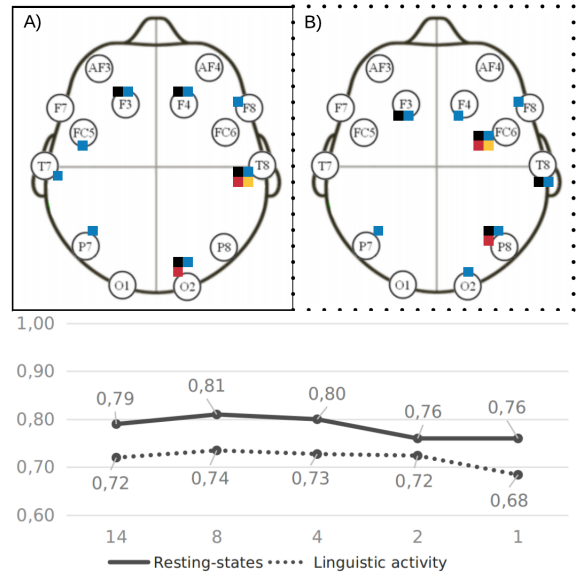 A) B)
AF3 AF4 AF3 AF4
F7 F3 F4 F8 F7 F3 F4 F8
FC5 FC6 FC5 FC6
T7 T8 T7 T8
P7 P8 P7 P8
O1 O2 O1 O2
1,00
0,90
0,80
0,70
0,60
0,79 0,81 0,80 0,76 0,76
0,72 0,74 0,73 0,72 0,68
14 8 4 2 1
Resting-states Linguistic activity